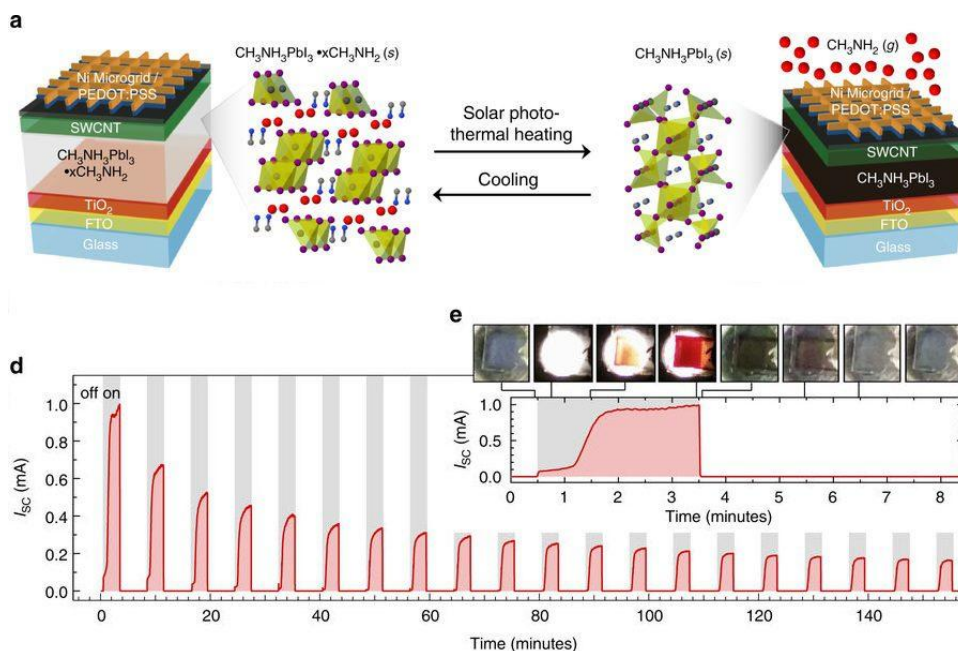 a
CH₃NH₃PbI₃ •xCH₃NH₂ (s)
CH₃NH₃PbI₃ (s)
CH₃NH₂ (g)
Ni Microgrid /
PEDOT:PSS
SWCNT
CH₃NH₃PbI₃
•xCH₃NH₂
TiO₂
FTO
Glass
Solar photo-
thermal heating
Cooling
Ni Microgrid /
PEDOT:PSS
SWCNT
CH₃NH₃PbI₃
TiO₂
FTO
Glass
e
1.0
0.5
0.0
I_SC (mA)
0 1 2 3 4 5 6 7 8
Time (minutes)
d
off on
1.0
0.8
0.6
0.4
0.2
0.0
I_SC (mA)
0 20 40 60 80 100 120 140
Time (minutes)